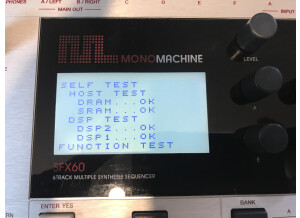 PHONES
A / LEFT
B / RIGHT
C
D
E
F
A
MAIN OUT
INPUT
MONOMACHINE
LEVEL
SELF TEST
HOST TEST
DRAM...OK
SRAM...OK
DSP TEST
DSP2...OK
DSP1...OK
FUNCTION TEST
SFX60
6TRACK MULTIPLE SYNTHESIS SEQUENCER
ENTER YES
BANK